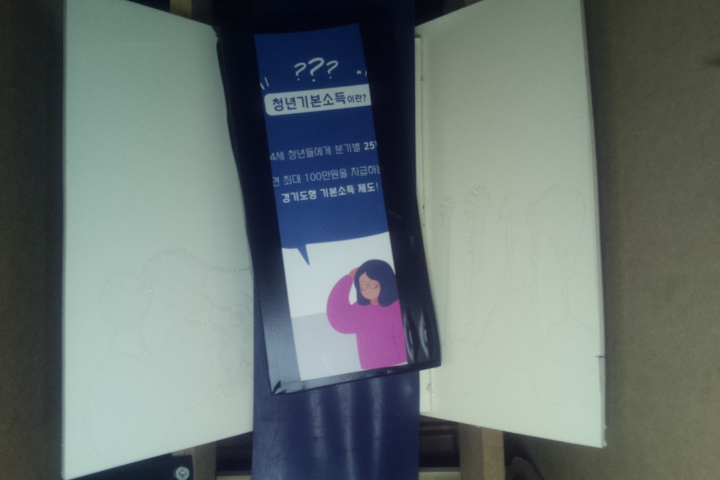 ???
청년기본소득이란?
4세 청년들에게 분기별 25
최대 100만원을 지급하는
경기도형 기본소득 제도!